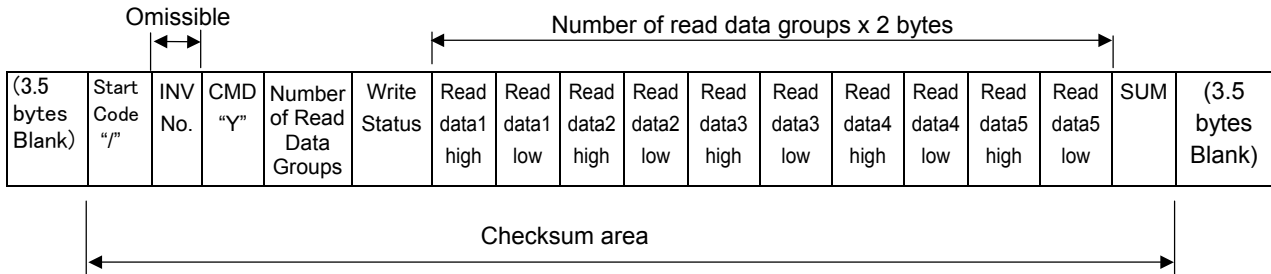 Omissible
Number of read data groups x 2 bytes
(3.5
bytes
Blank)
Start
Code
“/”
INV
No.
CMD
“Y”
Number
of Read
Data
Groups
Write
Status
Read
data1
high
Read
data1
low
Read
data2
high
Read
data2
low
Read
data3
high
Read
data3
low
Read
data4
high
Read
data4
low
Read
data5
high
Read
data5
low
SUM
(3.5
bytes
Blank)
Checksum area